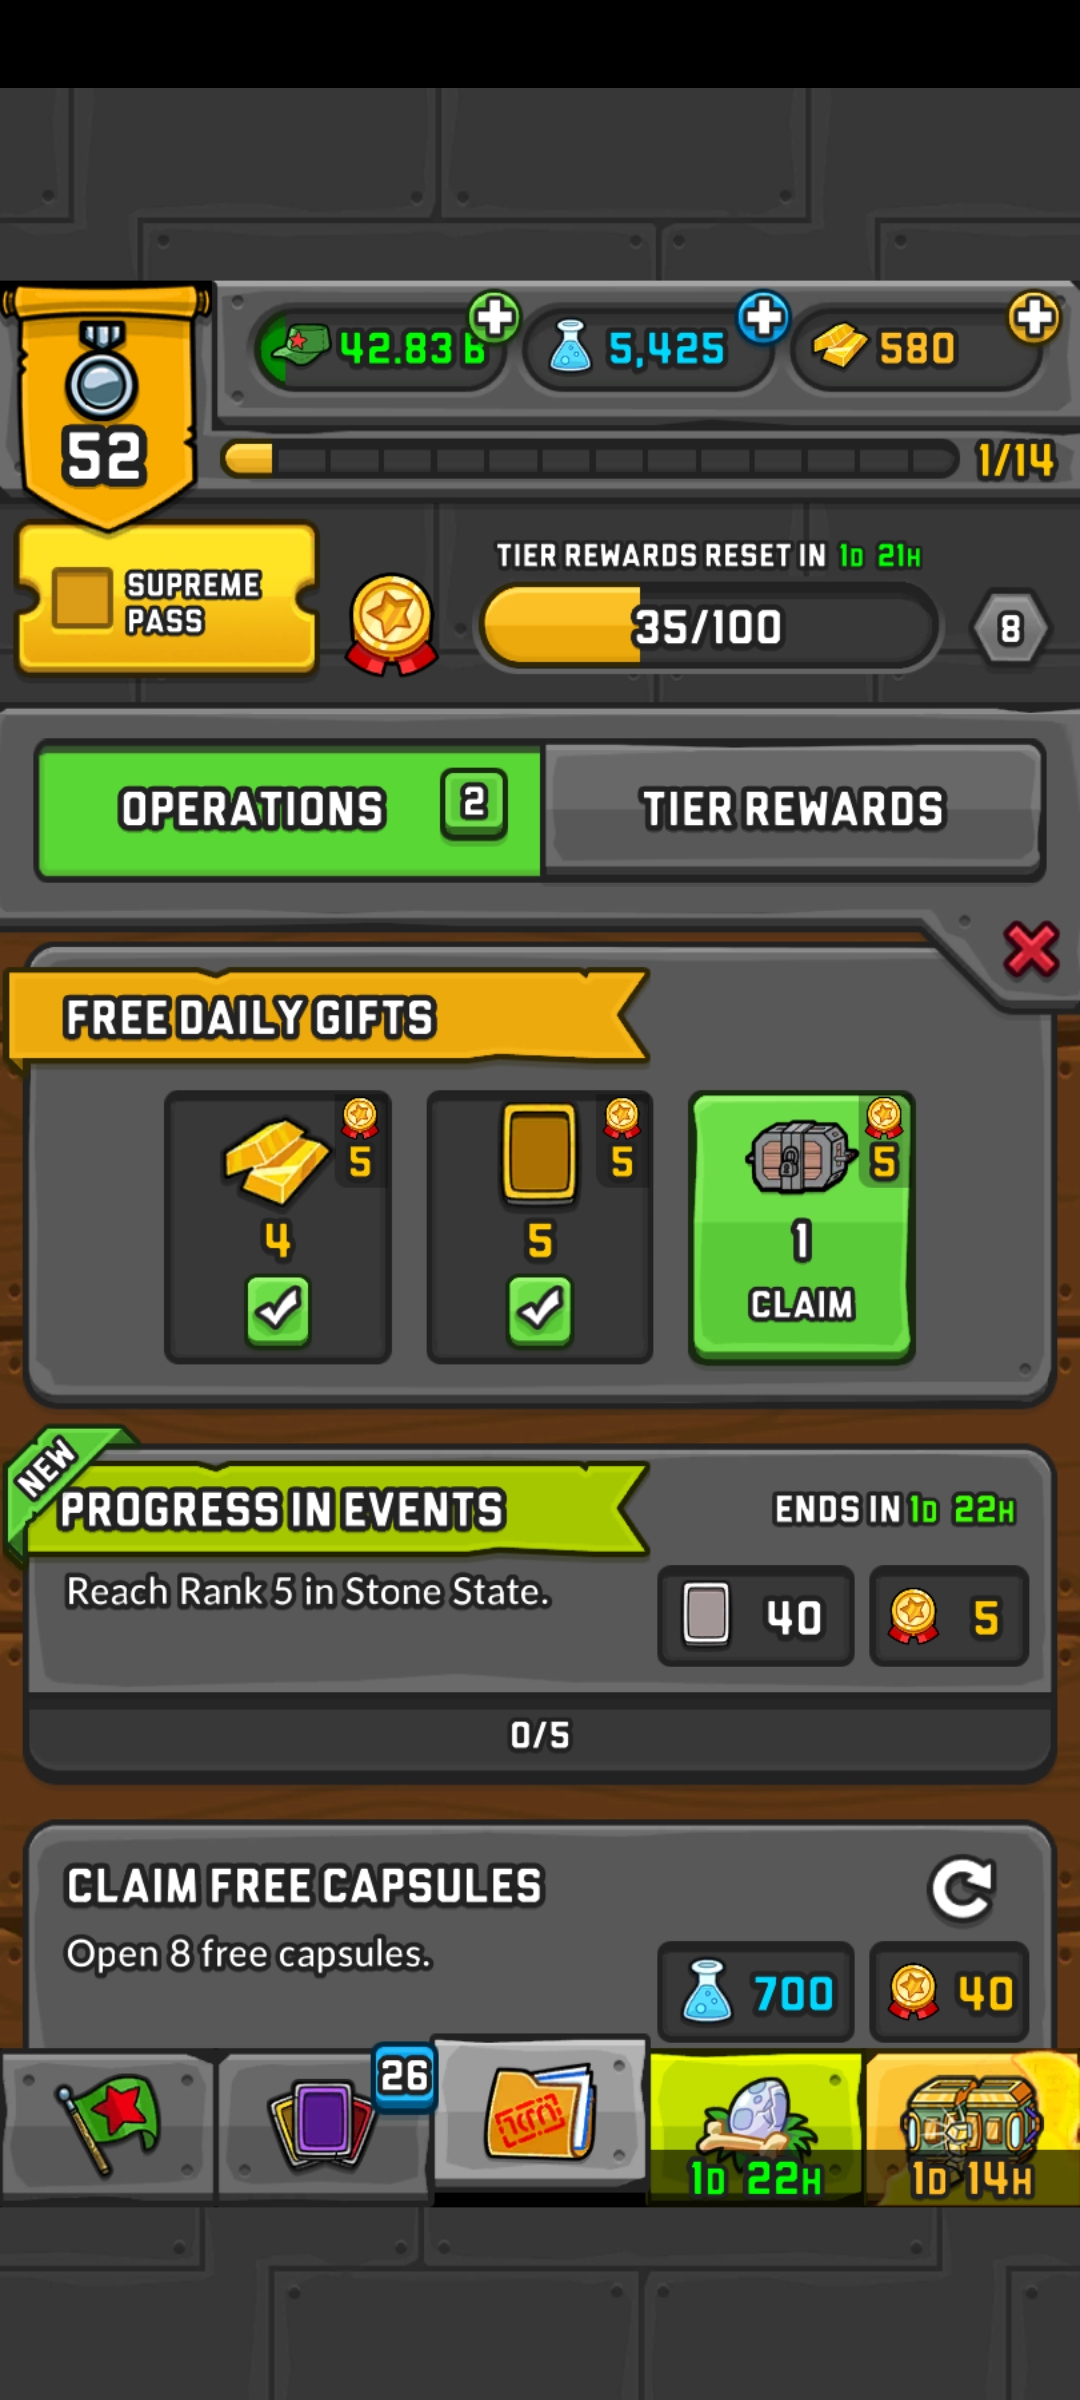 42.83 B
5,425
580
52
1/14
SUPREME
PASS
TIER REWARDS RESET IN 1D 21H
35/100
8
OPERATIONS
2
TIER REWARDS
FREE DAILY GIFTS
5
5
5
4
5
1
CLAIM
NEW
PROGRESS IN EVENTS
ENDS IN 1D 22H
Reach Rank 5 in Stone State.
40
5
0/5
CLAIM FREE CAPSULES
Open 8 free capsules.
700
40
26
1D 22H
1D 14H